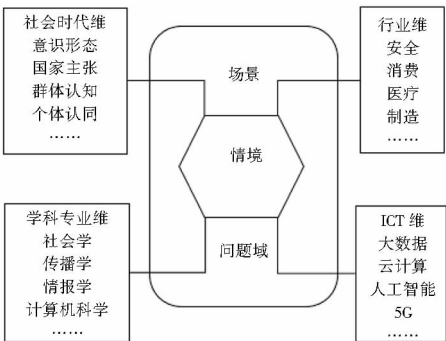 社会时代维
意识形态
国家主张
群体认知
个体认同
……
场景
行业维
安全
消费
医疗
制造
……
情境
学科专业维
社会学
传播学
情报学
计算机科学
……
问题域
ICT 维
大数据
云计算
人工智能
5G
……